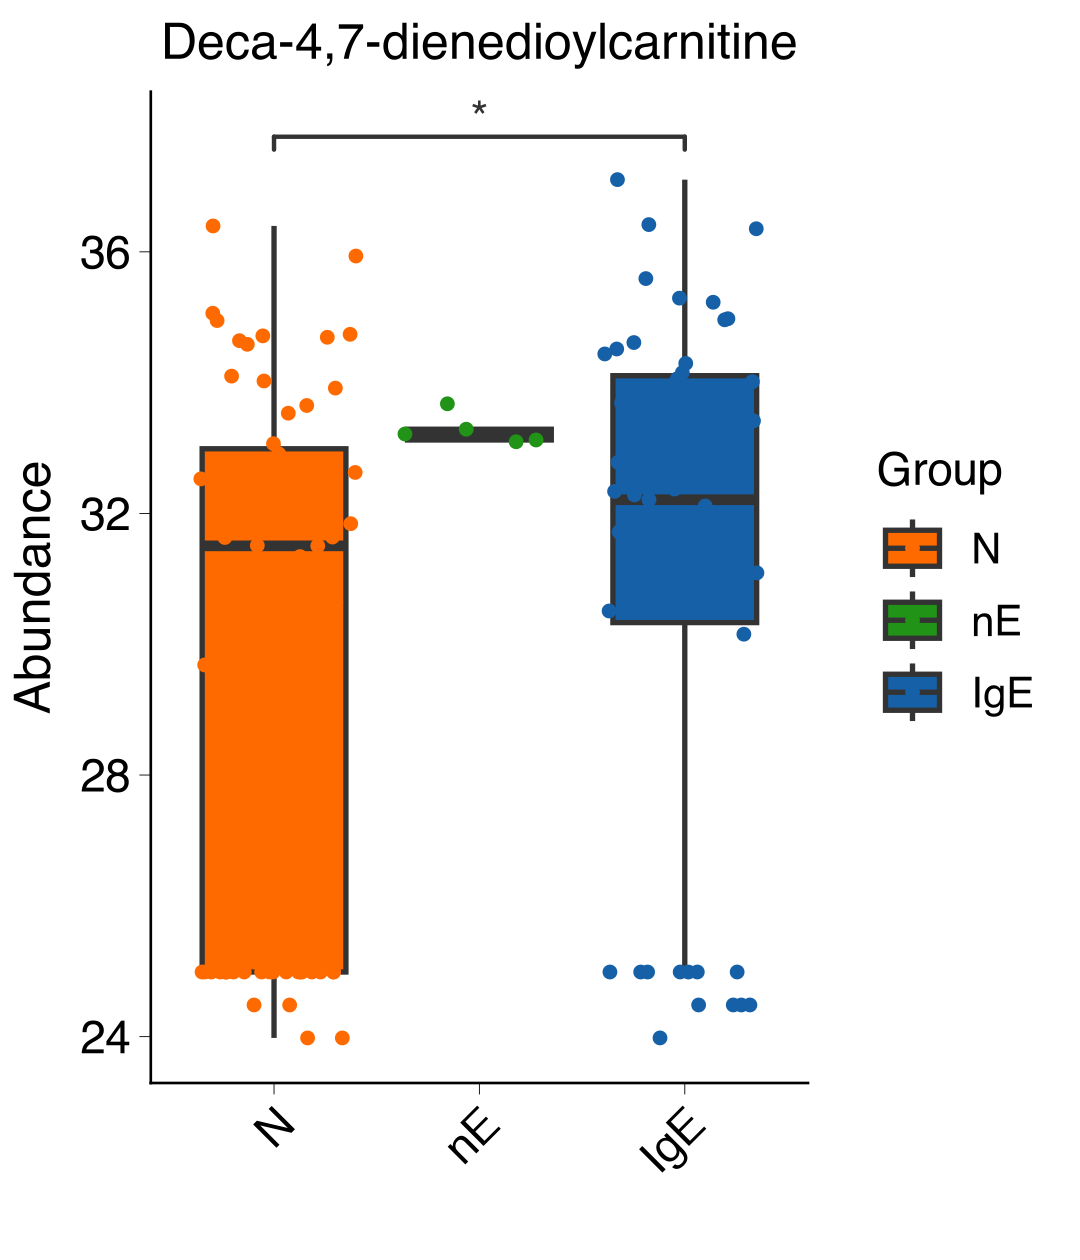 Deca-4,7-dienedioylcarnitine
*
36
32
28
24
Abundance
N
nE
IgE
Group
N
nE
IgE